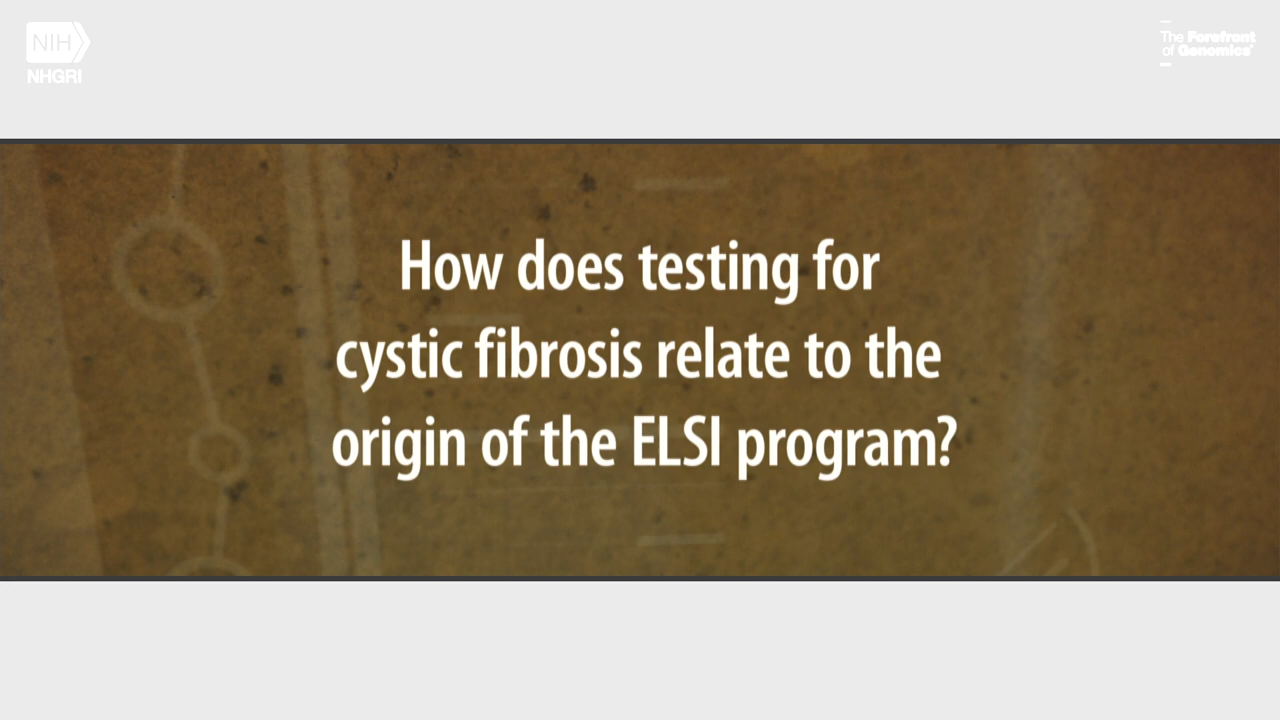 NIH
NHGRI
The Forefront
of Genomics®
How does testing for
cystic fibrosis relate to the
origin of the ELSI program?